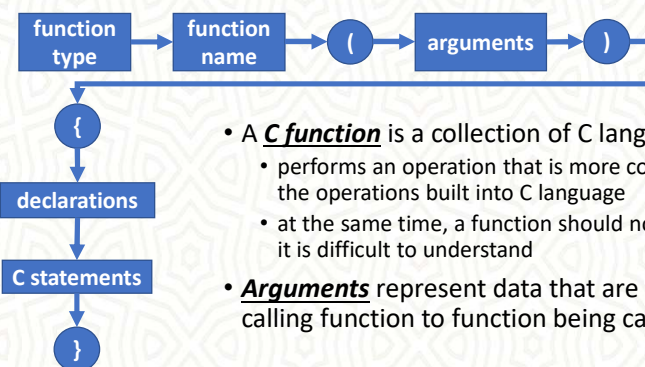 function
type
function
name
(
arguments
)
{
declarations
C statements
}
• A C function is a collection of C lang
• performs an operation that is more co
the operations built into C language
• at the same time, a function should no
it is difficult to understand
• Arguments represent data that are
calling function to function being ca